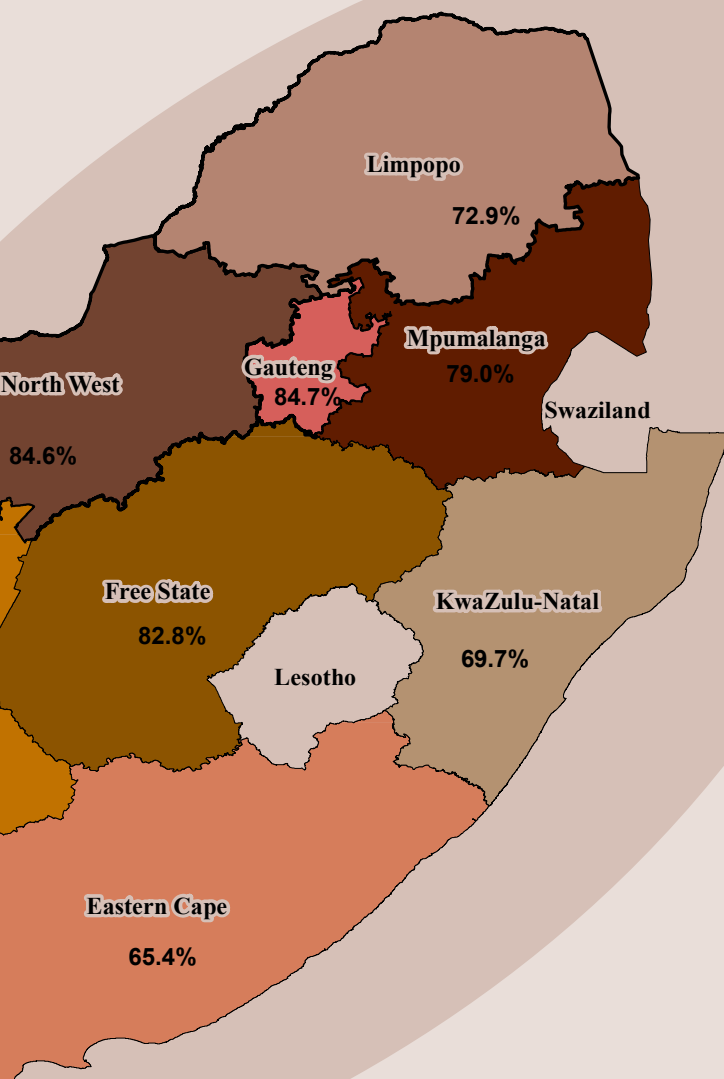 Limpopo
72.9%
Mpumalanga
79.0%
Gauteng
84.7%
North West
84.6%
Swaziland
Free State
82.8%
KwaZulu-Natal
69.7%
Lesotho
Eastern Cape
65.4%